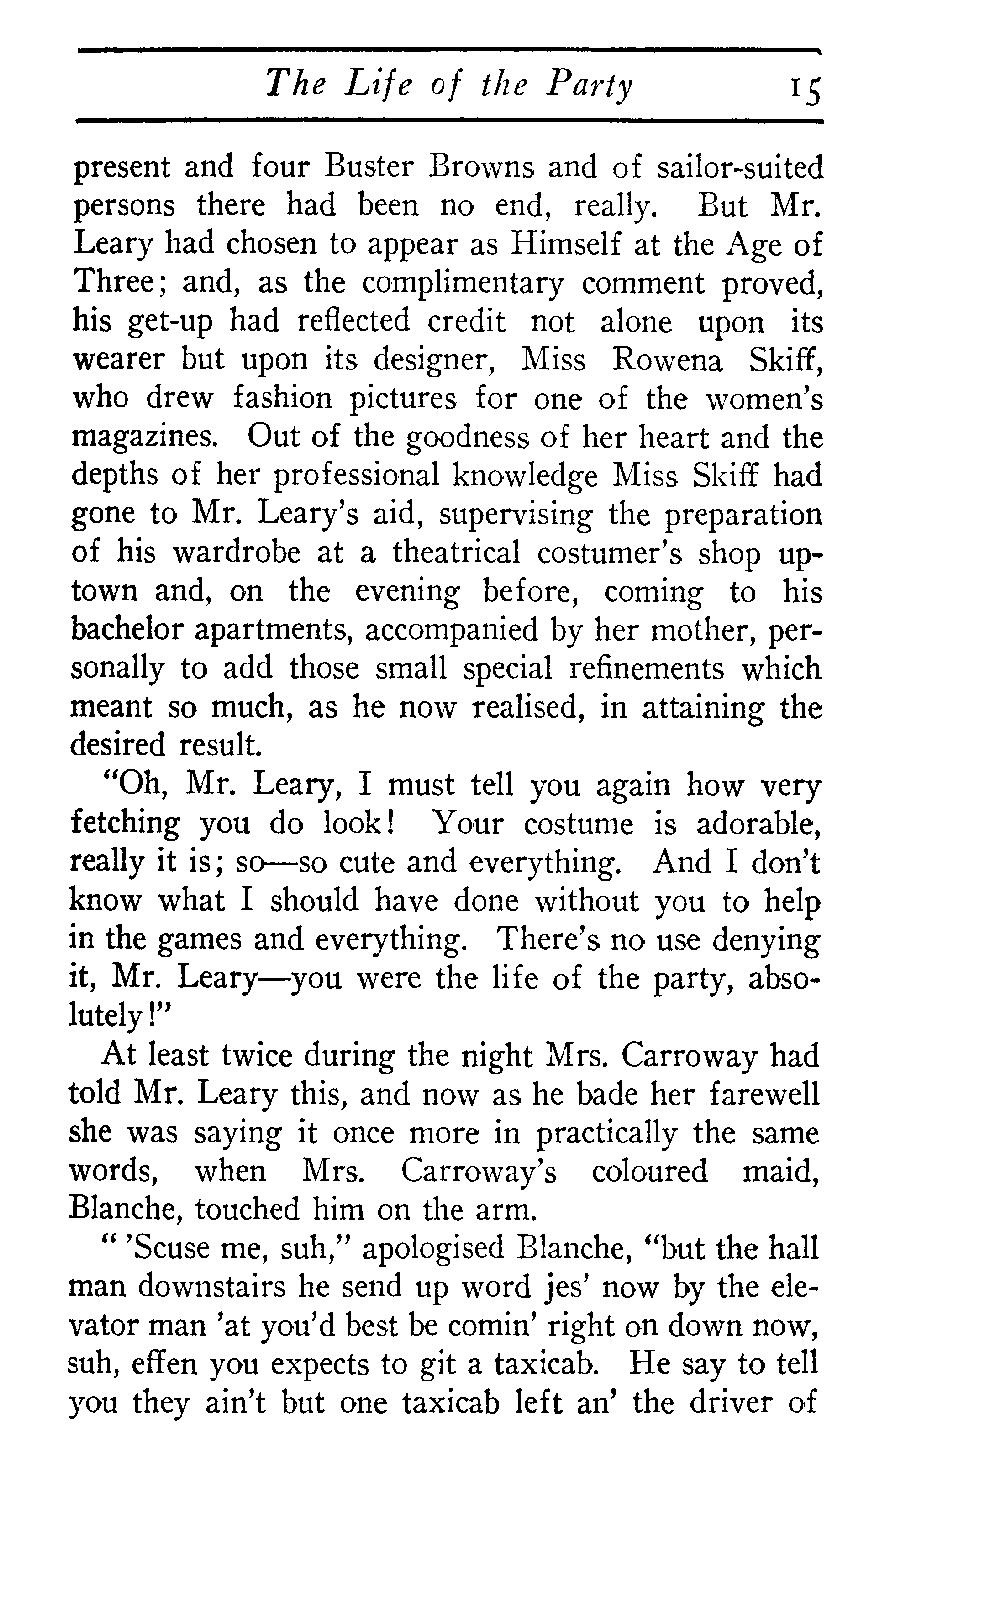 The Life of the Party 15
present and four Buster Browns and of sailor-suited
persons there had been no end, really. But Mr.
Leary had chosen to appear as Himself at the Age of
Three; and, as the complimentary comment proved,
his get-up had reflected credit not alone upon its
wearer but upon its designer, Miss Rowena Skiff,
who drew fashion pictures for one of the women's
magazines. Out of the goodness of her heart and the
depths of her professional knowledge Miss Skiff had
gone to Mr. Leary's aid, supervising the preparation
of his wardrobe at a theatrical costumer's shop up-
town and, on the evening before, coming to his
bachelor apartments, accompanied by her mother, per-
sonally to add those small special refinements which
meant so much, as he now realised, in attaining the
desired result.
"Oh, Mr. Leary, I must tell you again how very
fetching you do look! Your costume is adorable,
really it is; so—so cute and everything. And I don't
know what I should have done without you to help
in the games and everything. There's no use denying
it, Mr. Leary—you were the life of the party, abso-
lutely!"
At least twice during the night Mrs. Carroway had
told Mr. Leary this, and now as he bade her farewell
she was saying it once more in practically the same
words, when Mrs. Carroway's coloured maid,
Blanche, touched him on the arm.
" 'Scuse me, suh," apologised Blanche, "but the hall
man downstairs he send up word jes' now by the ele-
vator man 'at you'd best be comin' right on down now,
suh, effen you expects to git a taxicab. He say to tell
you they ain't but one taxicab left an' the driver of